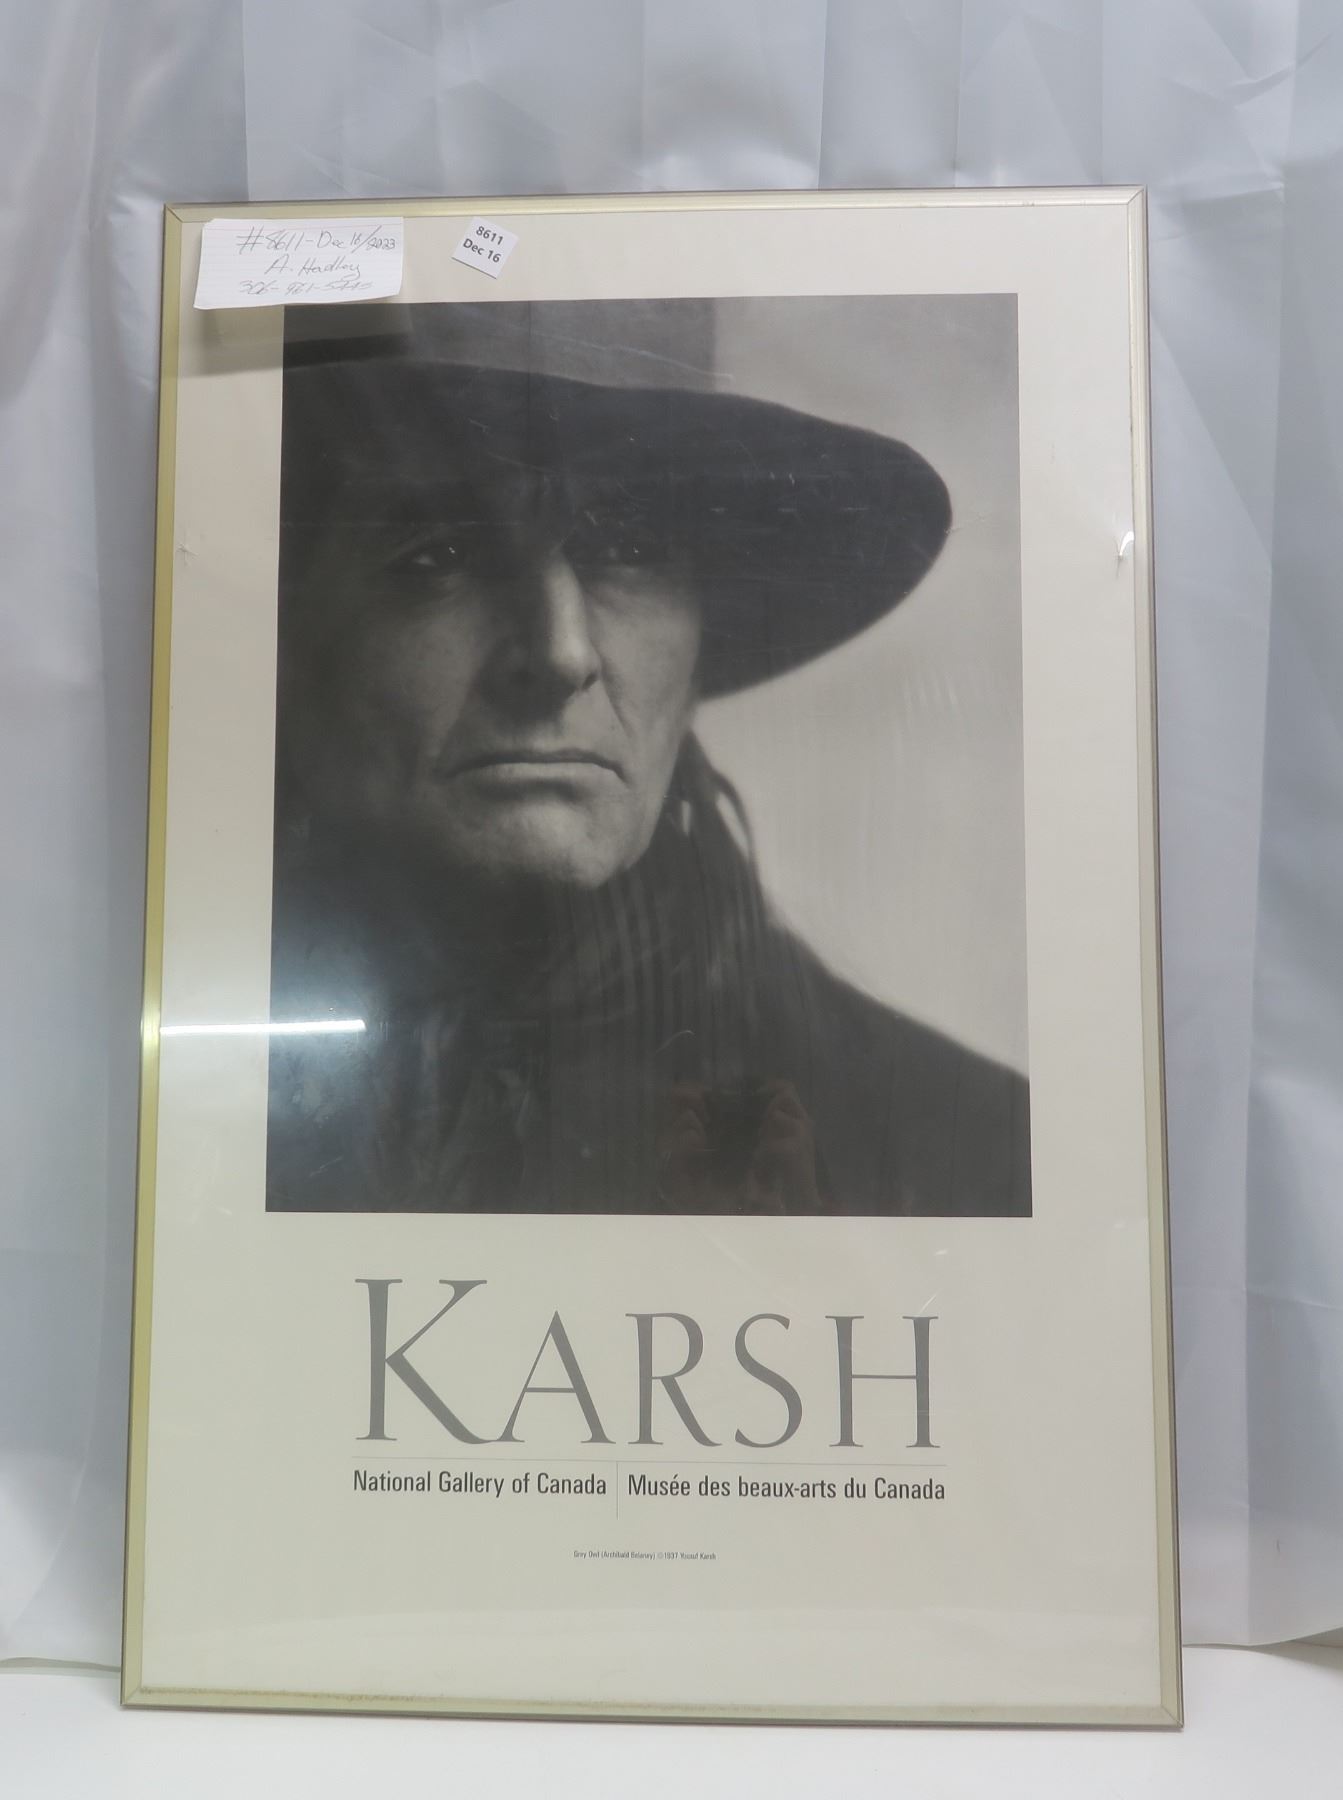 #8611-Dec 16/2023
A. Hadley
306-
8611
Dec 16
KARSH
National Gallery of Canada | Musée des beaux-arts du Canada
Grey Owl (Archibald Belaney) ©1937 Yousuf Karsh